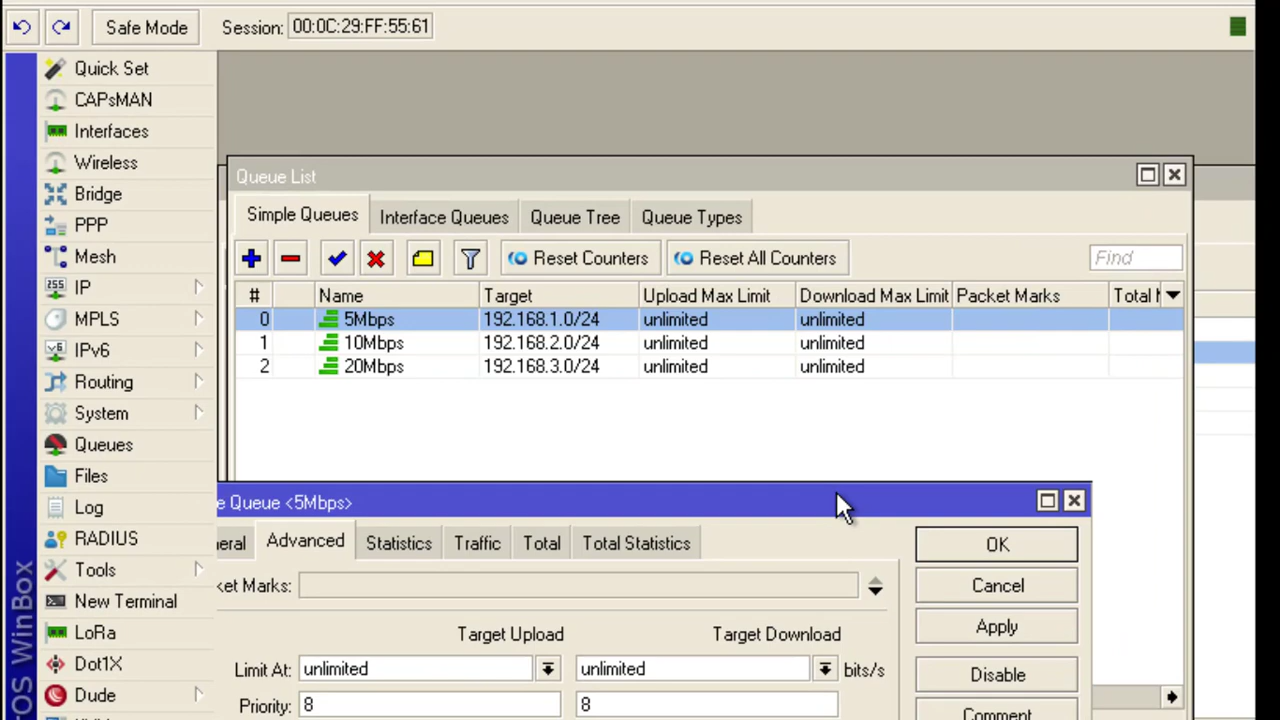 Safe Mode Session: 00:0C:29:FF:55:61
Quick Set
CAPsMAN
Interfaces
Wireless
Bridge
PPP
Mesh
255 IP
MPLS
v6 IPv6
Routing
System
Queues
Files
Log
RADIUS
Tools
New Terminal
LoRa
Dot1X
Dude
OS WinBox
Queue List
Simple Queues Interface Queues Queue Tree Queue Types
Reset Counters Reset All Counters Find
# Name Target Upload Max Limit Download Max Limit Packet Marks Total
0 5Mbps 192.168.1.0/24 unlimited unlimited
1 10Mbps 192.168.2.0/24 unlimited unlimited
2 20Mbps 192.168.3.0/24 unlimited unlimited
e Queue <5Mbps>
eral Advanced Statistics Traffic Total Total Statistics
ket Marks:
Target Upload Target Download
Limit At: unlimited unlimited bits/s
Priority: 8 8
OK
Cancel
Apply
Disable
Comment